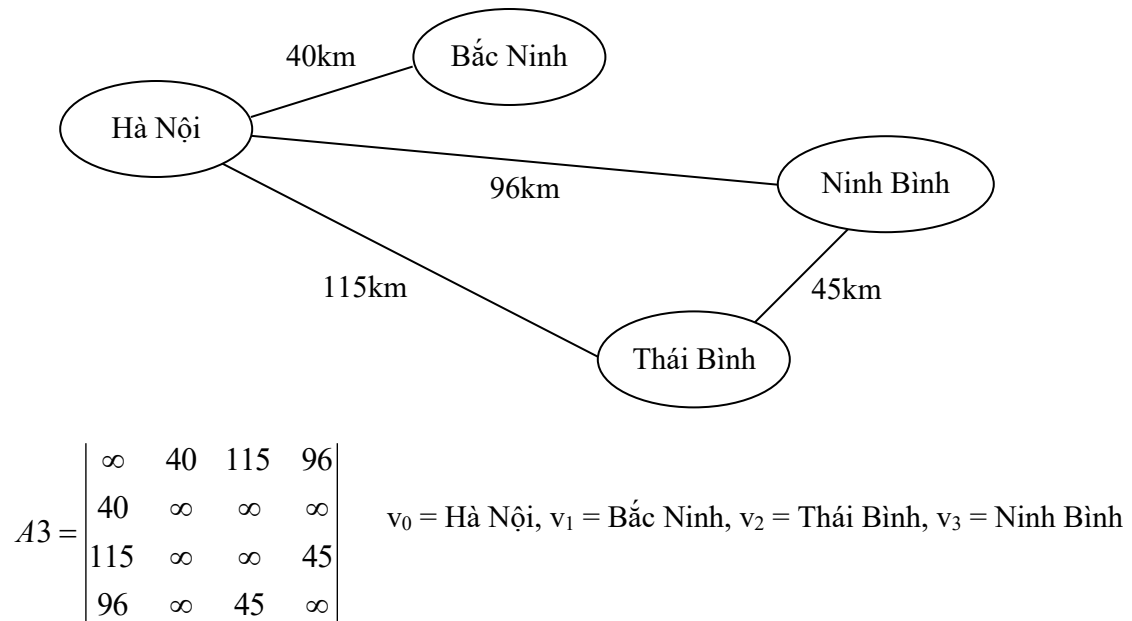 40km
Bắc Ninh
Hà Nội
96km
Ninh Bình
115km
45km
Thái Bình
A3 = | ∞ 40 115 96 |
| 40 ∞ ∞ ∞ |
| 115 ∞ ∞ 45 |
| 96 ∞ 45 ∞ |
v₀ = Hà Nội, v₁ = Bắc Ninh, v₂ = Thái Bình, v₃ = Ninh Bình